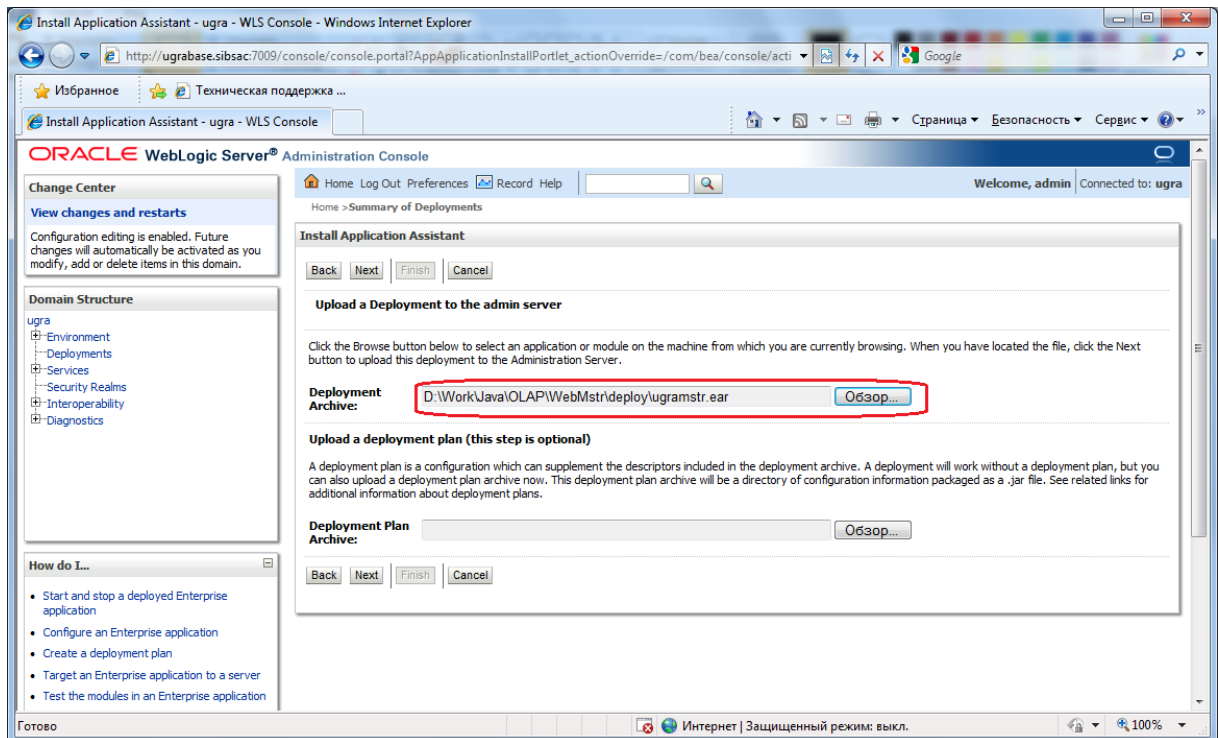 Install Application Assistant - ugra - WLS Console - Windows Internet Explorer
http://ugrabase.sibsac:7009/console/console.portal?AppApplicationInstallPortlet_actionOverride=/com/bea/console/acti
Google
Избранное
Техническая поддержка ...
Install Application Assistant - ugra - WLS Console
Страница
Безопасность
Сервис
ORACLE WebLogic Server® Administration Console
Change Center
View changes and restarts
Configuration editing is enabled. Future
changes will automatically be activated as you
modify, add or delete items in this domain.
Domain Structure
ugra
Environment
Deployments
Services
Security Realms
Interoperability
Diagnostics
How do I...
Start and stop a deployed Enterprise
application
Configure an Enterprise application
Create a deployment plan
Target an Enterprise application to a server
Test the modules in an Enterprise application
Home Log Out Preferences Record Help
Welcome, admin Connected to: ugra
Home >Summary of Deployments
Install Application Assistant
Back Next Finish Cancel
Upload a Deployment to the admin server
Click the Browse button below to select an application or module on the machine from which you are currently browsing. When you have located the file, click the Next
button to upload this deployment to the Administration Server.
Deployment
Archive:
D:\Work\Java\OLAP\WebMstr\deploy\ugramstr.ear
Обзор...
Upload a deployment plan (this step is optional)
A deployment plan is a configuration which can supplement the descriptors included in the deployment archive. A deployment will work without a deployment plan, but you
can also upload a deployment plan archive now. This deployment plan archive will be a directory of configuration information packaged as a .jar file. See related links for
additional information about deployment plans.
Deployment Plan
Archive:
Обзор...
Back Next Finish Cancel
Готово
Интернет | Защищенный режим: выкл.
100%